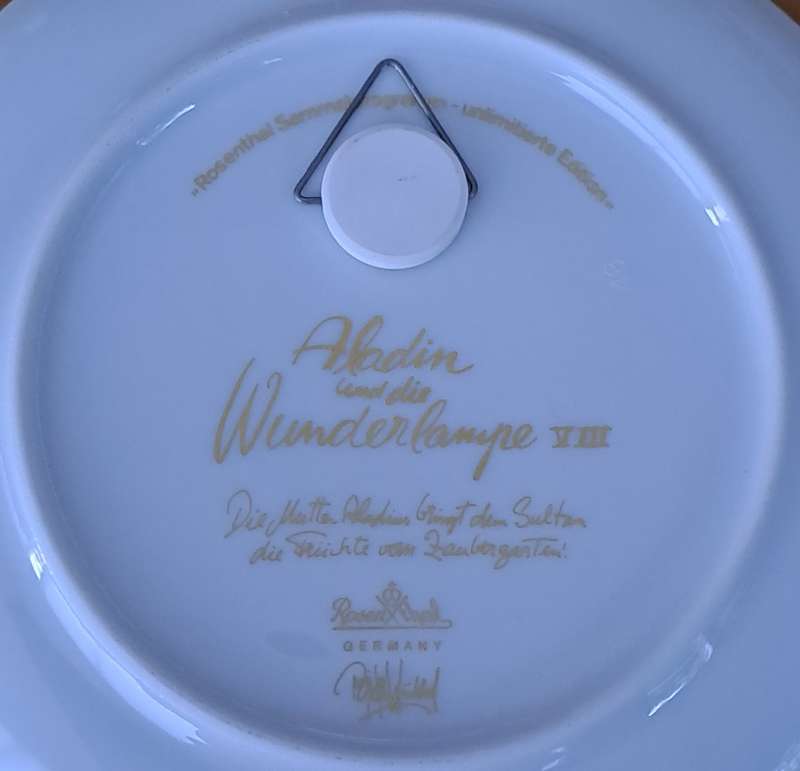 „Rosenthal Sammelprogramm - unlimitierte Edition“
Aladin
und die
Wunderlampe VIII
Die Mutter Aladins bringt dem Sultan
die Früchte vom Zaubergarten!
Rosenthal
GERMANY